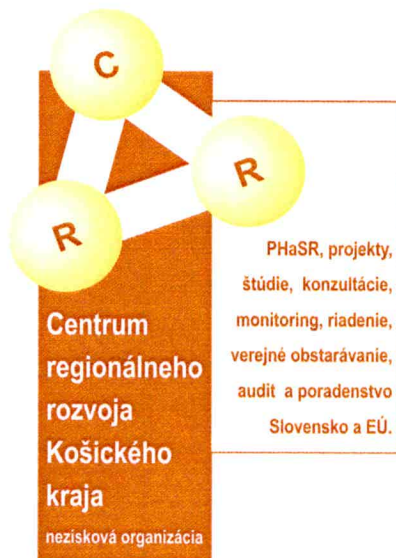 C
R
R
PHaSR, projekty,
štúdie, konzultácie,
monitoring, riadenie,
verejné obstarávanie,
audit a poradenstvo
Slovensko a EÚ.
Centrum
regionálneho
rozvoja
Košického
kraja
nezisková organizácia